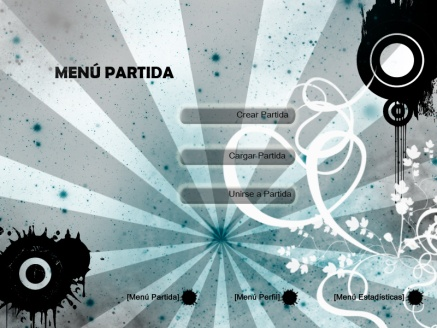 MENÚ PARTIDA
Crear Partida
Cargar Partida
Unirse a Partida
[Menú Partida] [Menú Perfil] [Menú Estadísticas]